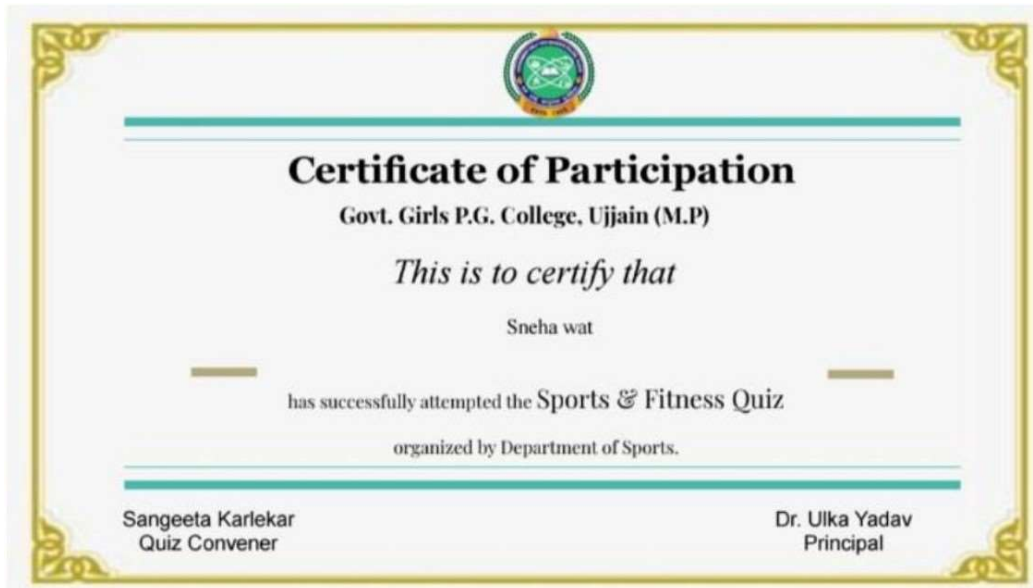 Certificate of Participation
Govt. Girls P.G. College, Ujjain (M.P)
This is to certify that
Sneha wat
has successfully attempted the Sports & Fitness Quiz
organized by Department of Sports.
Sangeeta Karlekar
Quiz Convener
Dr. Ulka Yadav
Principal